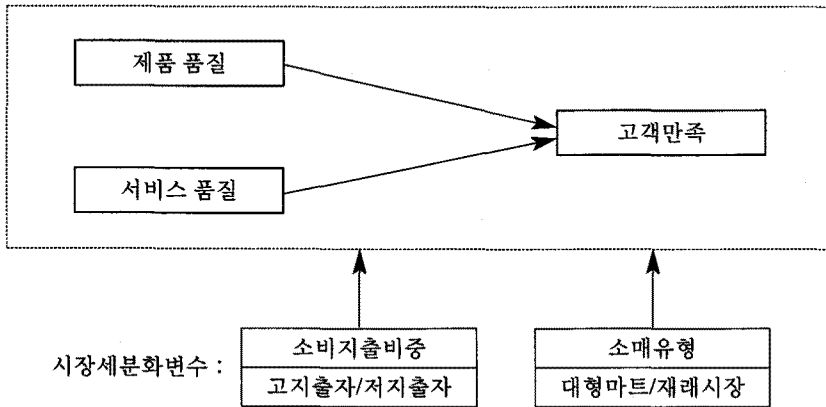 제품 품질
고객만족
서비스 품질
시장세분화변수 :
소비지출비중
고지출자/저지출자
소매유형
대형마트/재래시장